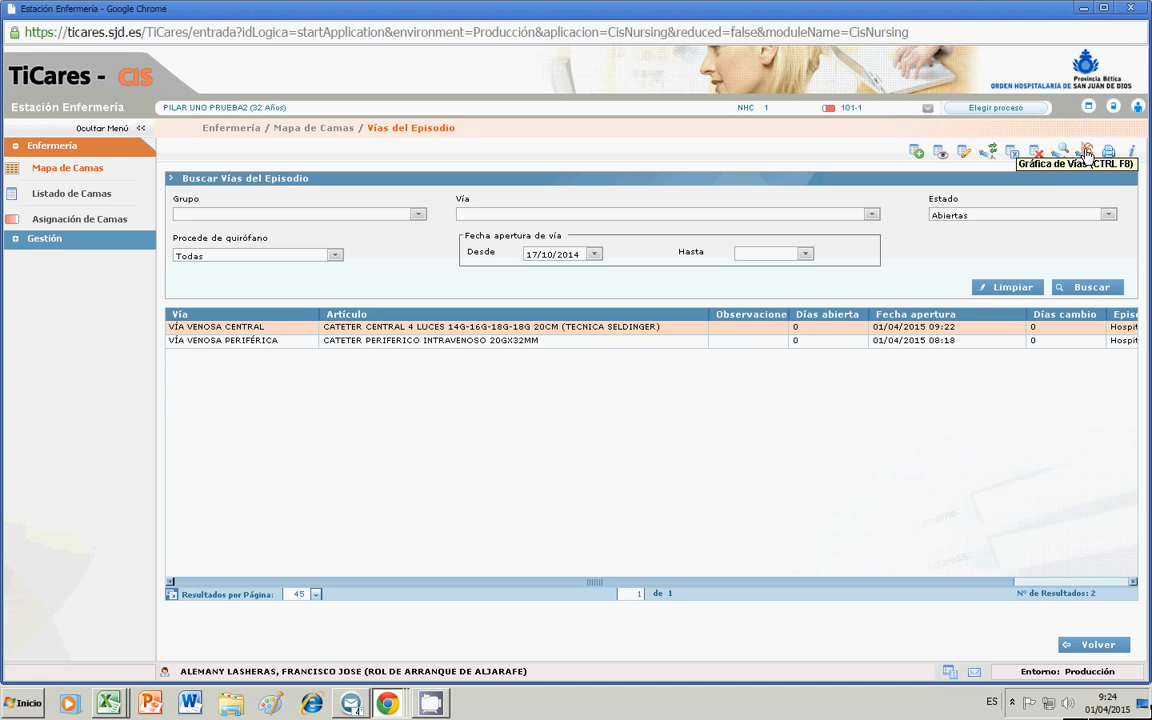 Estación Enfermería - Google Chrome
https://ticares.sjd.es/TiCares/entrada?idLogica=startApplication&environment=Producción&aplicacion=CisNursing&reduced=false&moduleName=CisNursing
TiCares - CIS
Provincia Bética
ORDEN HOSPITALARIA DE SAN JUAN DE DIOS
Estación Enfermería
PILAR UNO PRUEBA2 (32 Años)
NHC 1
101-1
Elegir proceso
Ocultar Menú <<
Enfermería / Mapa de Camas / Vías del Episodio
Enfermería
Mapa de Camas
Listado de Camas
Asignación de Camas
Gestión
Gráfica de Vías (CTRL F8)
Buscar Vías del Episodio
Grupo
Vía
Estado
Abiertas
Procede de quirófano
Todas
Fecha apertura de vía
Desde 17/10/2014
Hasta
Limpiar
Buscar
Vía Artículo Observacione Días abierta Fecha apertura Días cambio Epis
VÍA VENOSA CENTRAL CATETER CENTRAL 4 LUCES 14G-16G-18G-18G 20CM (TECNICA SELDINGER) 0 01/04/2015 09:22 0 Hospit
VÍA VENOSA PERIFÉRICA CATETER PERIFERICO INTRAVENOSO 20GX32MM 0 01/04/2015 08:18 0 Hospit
Resultados por Página: 45
1 de 1
Nº de Resultados: 2
Volver
ALEMANY LASHERAS, FRANCISCO JOSE (ROL DE ARRANQUE DE ALJARAFE)
Entorno: Producción
Inicio
ES
9:24
01/04/2015